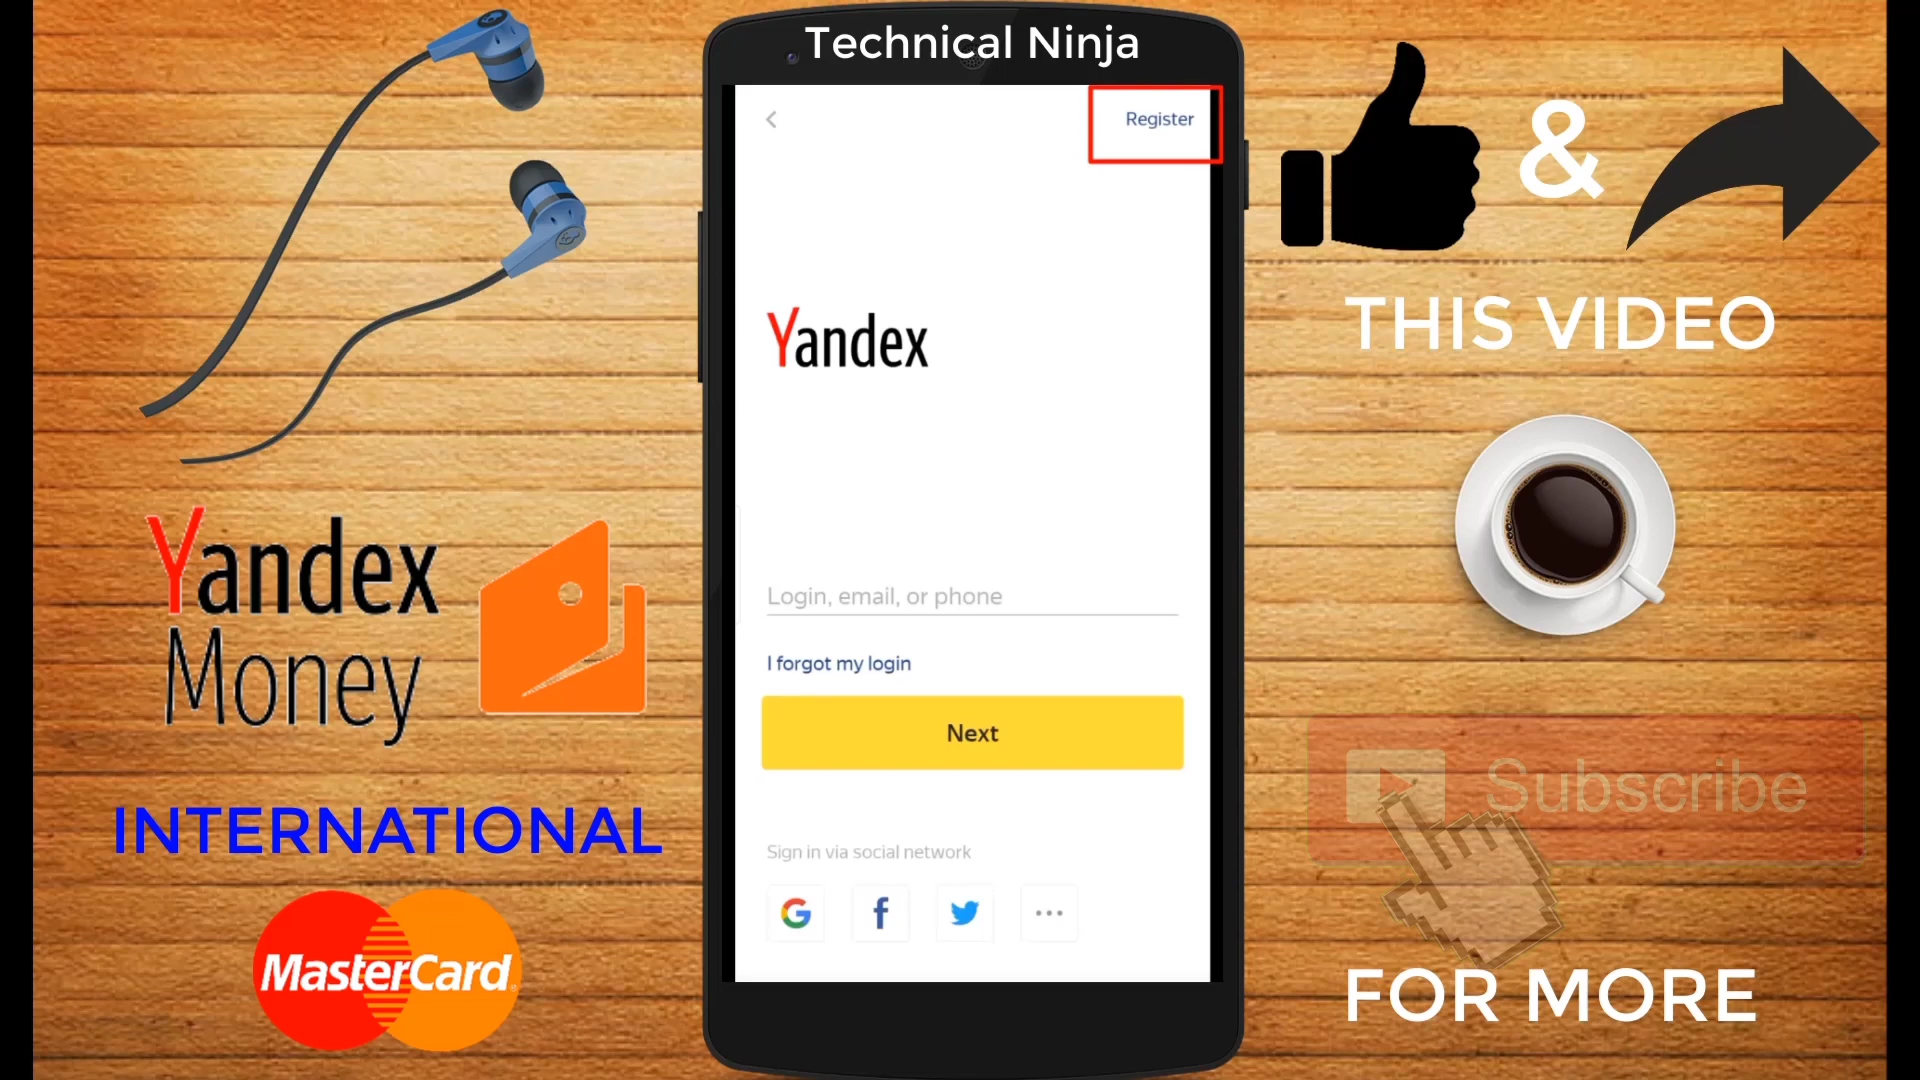 Technical Ninja
Register
Yandex
Login, email, or phone
I forgot my login
Next
Sign in via social network
Yandex
Money
INTERNATIONAL
MasterCard
&
THIS VIDEO
Subscribe
FOR MORE